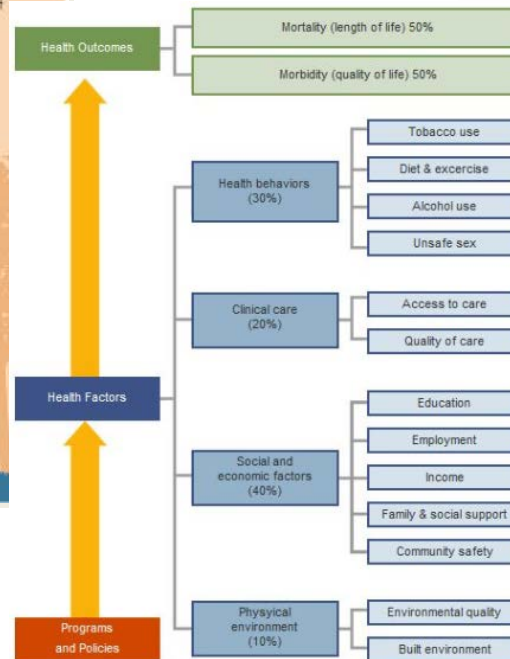 Health Outcomes
Mortality (length of life) 50%
Morbidity (quality of life) 50%
Health Factors
Health behaviors
(30%)
Tobacco use
Diet & excercise
Alcohol use
Unsafe sex
Clinical care
(20%)
Access to care
Quality of care
Social and
economic factors
(40%)
Education
Employment
Income
Family & social support
Community safety
Programs
and Policies
Physyical
environment
(10%)
Environmental quality
Built environment